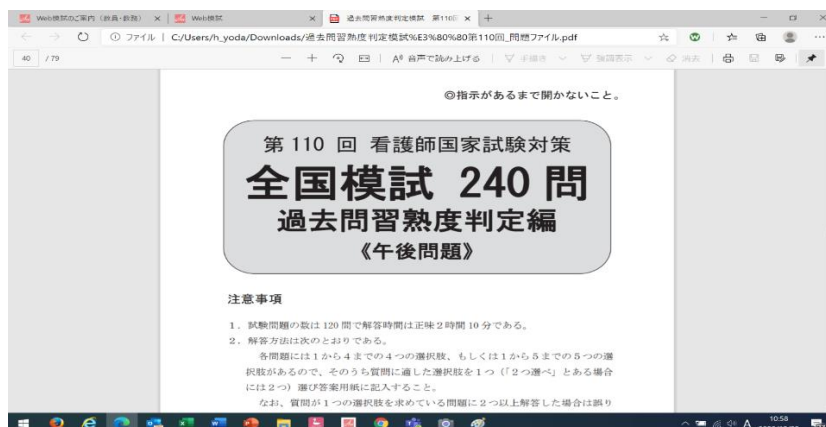 Web模試のご案内 (教員・教務)
Web模試
過去問習熟度判定模試 第110回
ファイル
C:/Users/h_yoda/Downloads/過去問習熟度判定模試%E3%80%80第110回_問題ファイル.pdf
40 / 79
音声で読み上げる
手描き
強調表示
消去
◎指示があるまで開かないこと。
第 110 回 看護師国家試験対策
全国模試 240 問
過去問習熟度判定編
《午後問題》
注意事項
1. 試験問題の数は 120 問で解答時間は正味 2 時間 10 分である。
2. 解答方法は次のとおりである。
各問題には 1 から 4 までの 4 つの選択肢、もしくは 1 から 5 までの 5 つの選
択肢があるので、そのうち質問に適した選択肢を 1 つ(「2 つ選べ」とある場合
には 2 つ) 選び答案用紙に記入すること。
なお、質問が 1 つの選択肢を求めている問題に 2 つ以上解答した場合は誤り
A
10:58